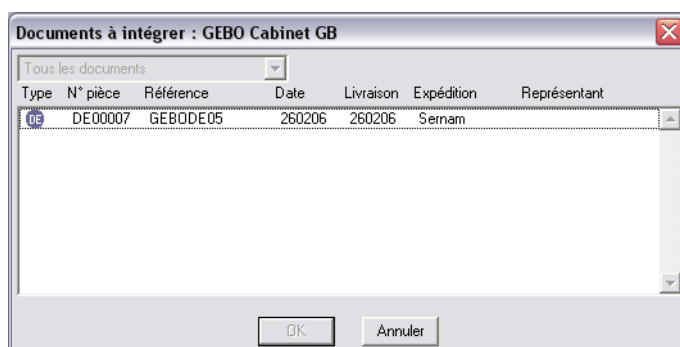 Documents à intégrer : GEBO Cabinet GB
Tous les documents
Type N° pièce Référence Date Livraison Expédition Représentant
DE DE00007 GEBODE05 260206 260206 Sernam
OK Annuler